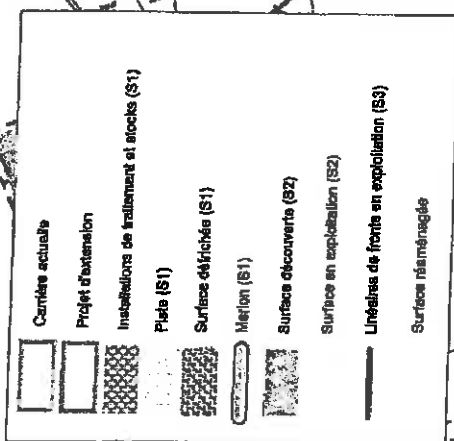 Carrière actuelle
Projet d'extension
Installations de traitement et stocks (S1)
Piste (S1)
Surface défrichée (S1)
Merlon (S1)
Surface découverte (S2)
Surface en exploitation (S2)
Linéaires de fronts en exploitation (S3)
Surface réaménagée